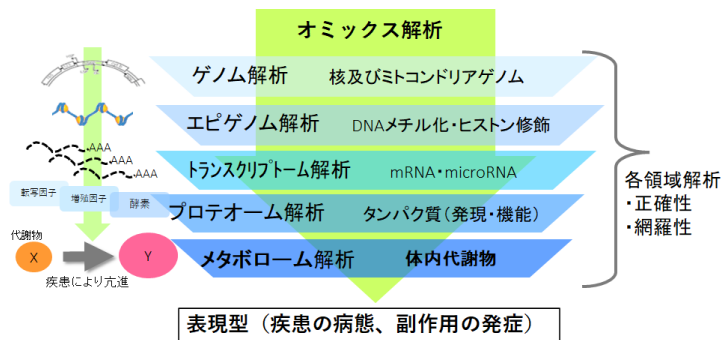 オミックス解析
ゲノム解析 核及びミトコンドリアゲノム
エピゲノム解析 DNAメチル化・ヒストン修飾
AAA
AAA
AAA
トランスクリプトーム解析 mRNA・microRNA
転写因子 増殖因子 酵素
プロテオーム解析 タンパク質(発現・機能)
代謝物
X Y
疾患により亢進
メタボローム解析 体内代謝物
各領域解析
・正確性
・網羅性
表現型(疾患の病態、副作用の発症)